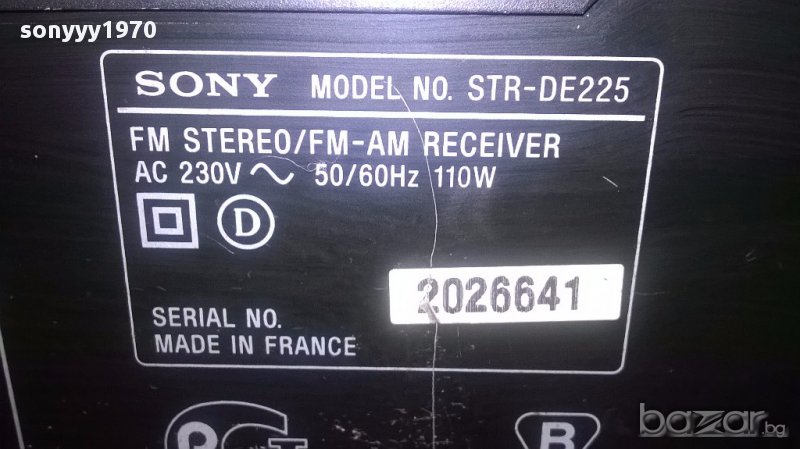 sonyyy1970
SONY MODEL NO. STR-DE225
FM STEREO/FM-AM RECEIVER
AC 230V ~ 50/60Hz 110W
D
2026641
SERIAL NO.
MADE IN FRANCE
PCT
B
bazar.bg